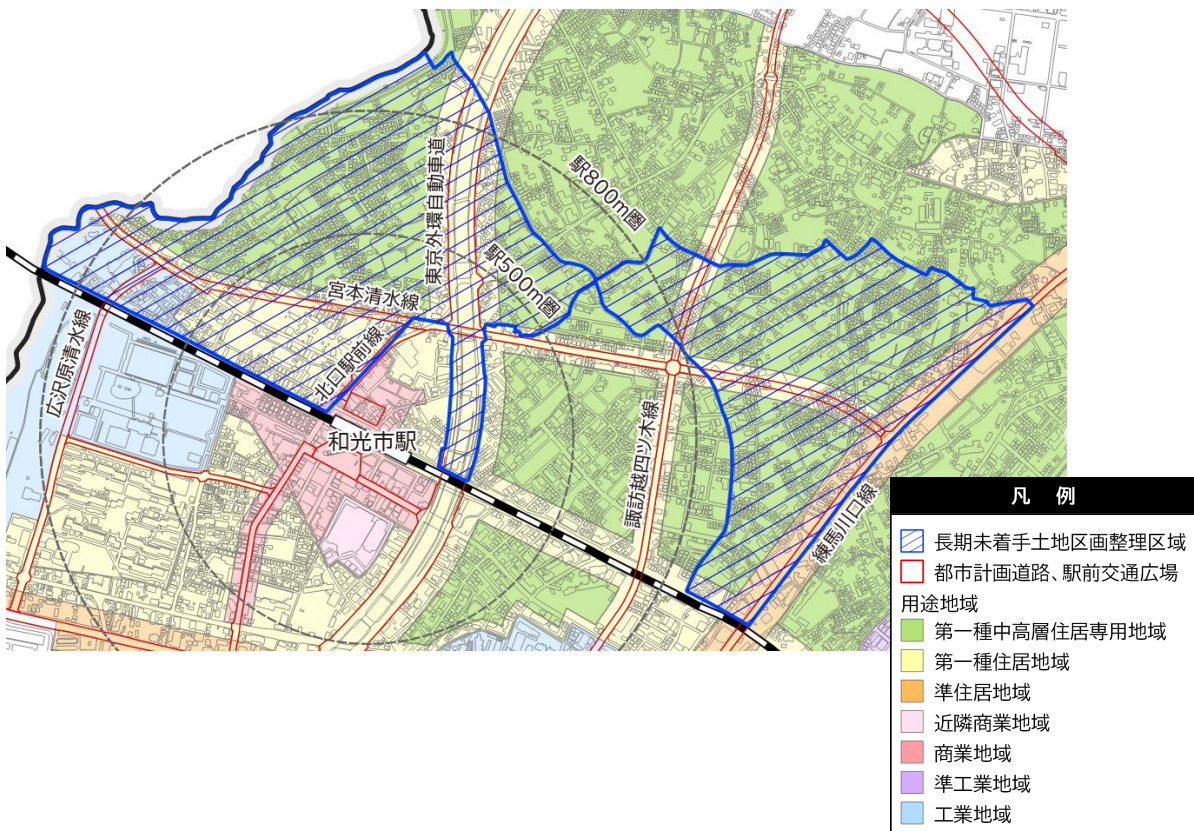 駅800m圏
東京外環自動車道
駅500m圏
宮本清水線
北口駅前線
広沢原清水線
和光市駅
諏訪越四ツ木線
練馬川口線
凡 例
長期未着手土地区画整理区域
都市計画道路、駅前交通広場
用途地域
第一種中高層住居専用地域
第一種住居地域
準住居地域
近隣商業地域
商業地域
準工業地域
工業地域